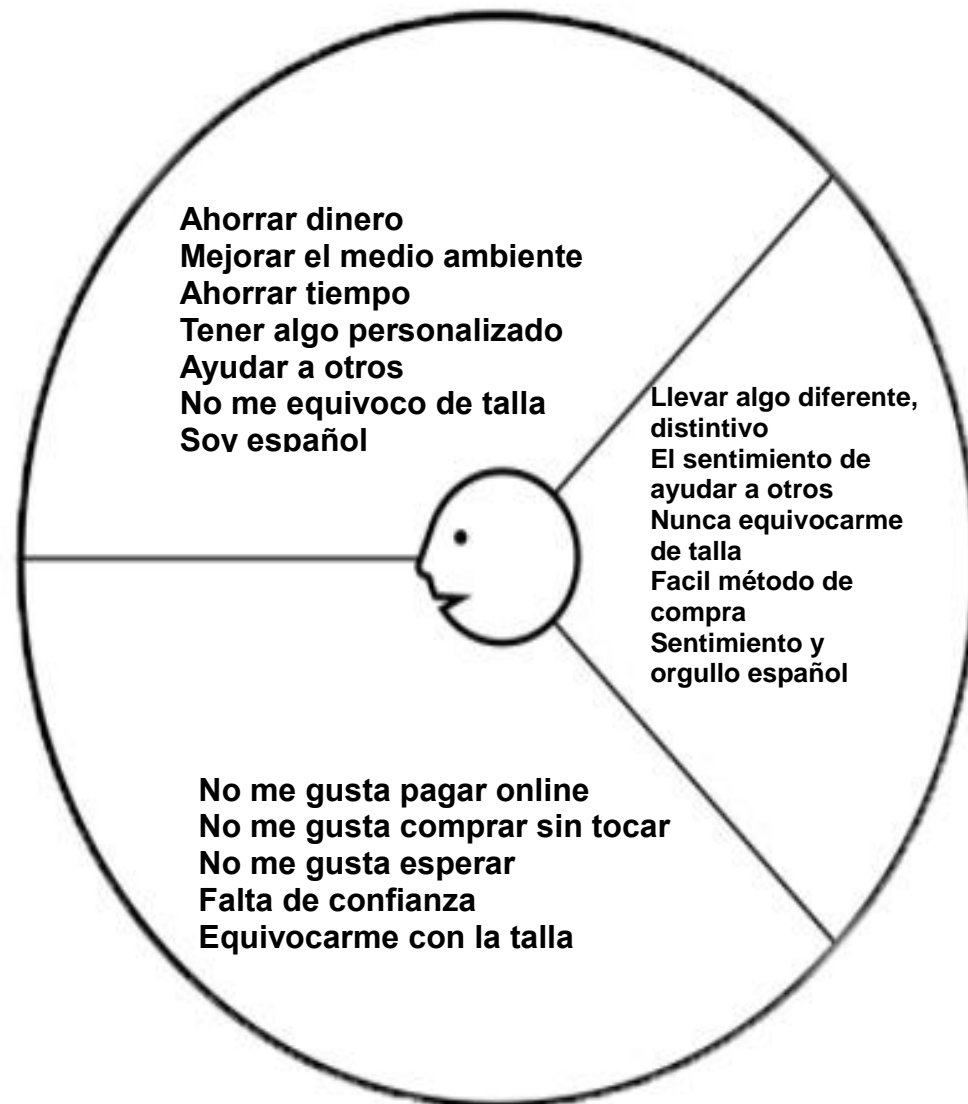 Ahorrar dinero
Mejorar el medio ambiente
Ahorrar tiempo
Tener algo personalizado
Ayudar a otros
No me equivoco de talla
Soy español
Llevar algo diferente,
distintivo
El sentimiento de
ayudar a otros
Nunca equivocarme
de talla
Facil método de
compra
Sentimiento y
orgullo español
No me gusta pagar online
No me gusta comprar sin tocar
No me gusta esperar
Falta de confianza
Equivocarme con la talla